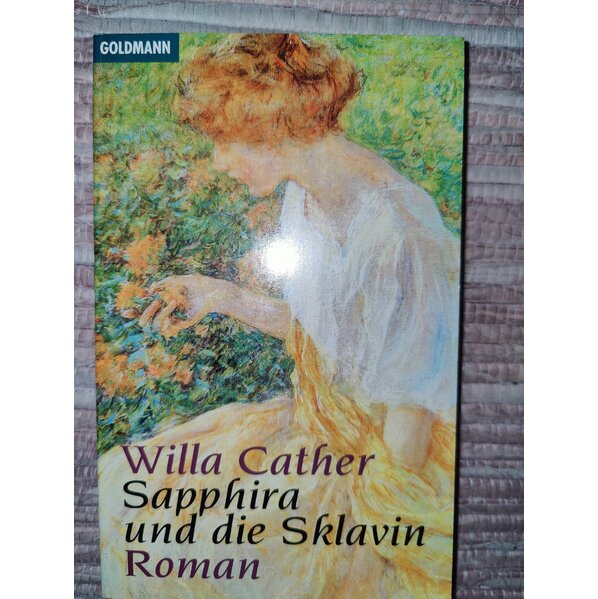 GOLDMANN
Willa Cather
Sapphira
und die Sklavin
Roman